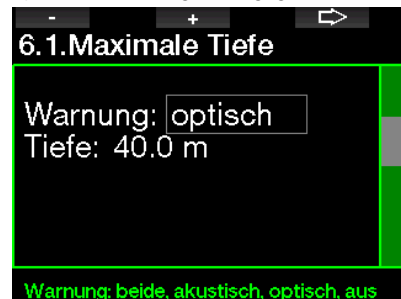 - +
6.1.Maximale Tiefe
Warnung: optisch
Tiefe: 40.0 m
Warnung: beide, akustisch, optisch, aus